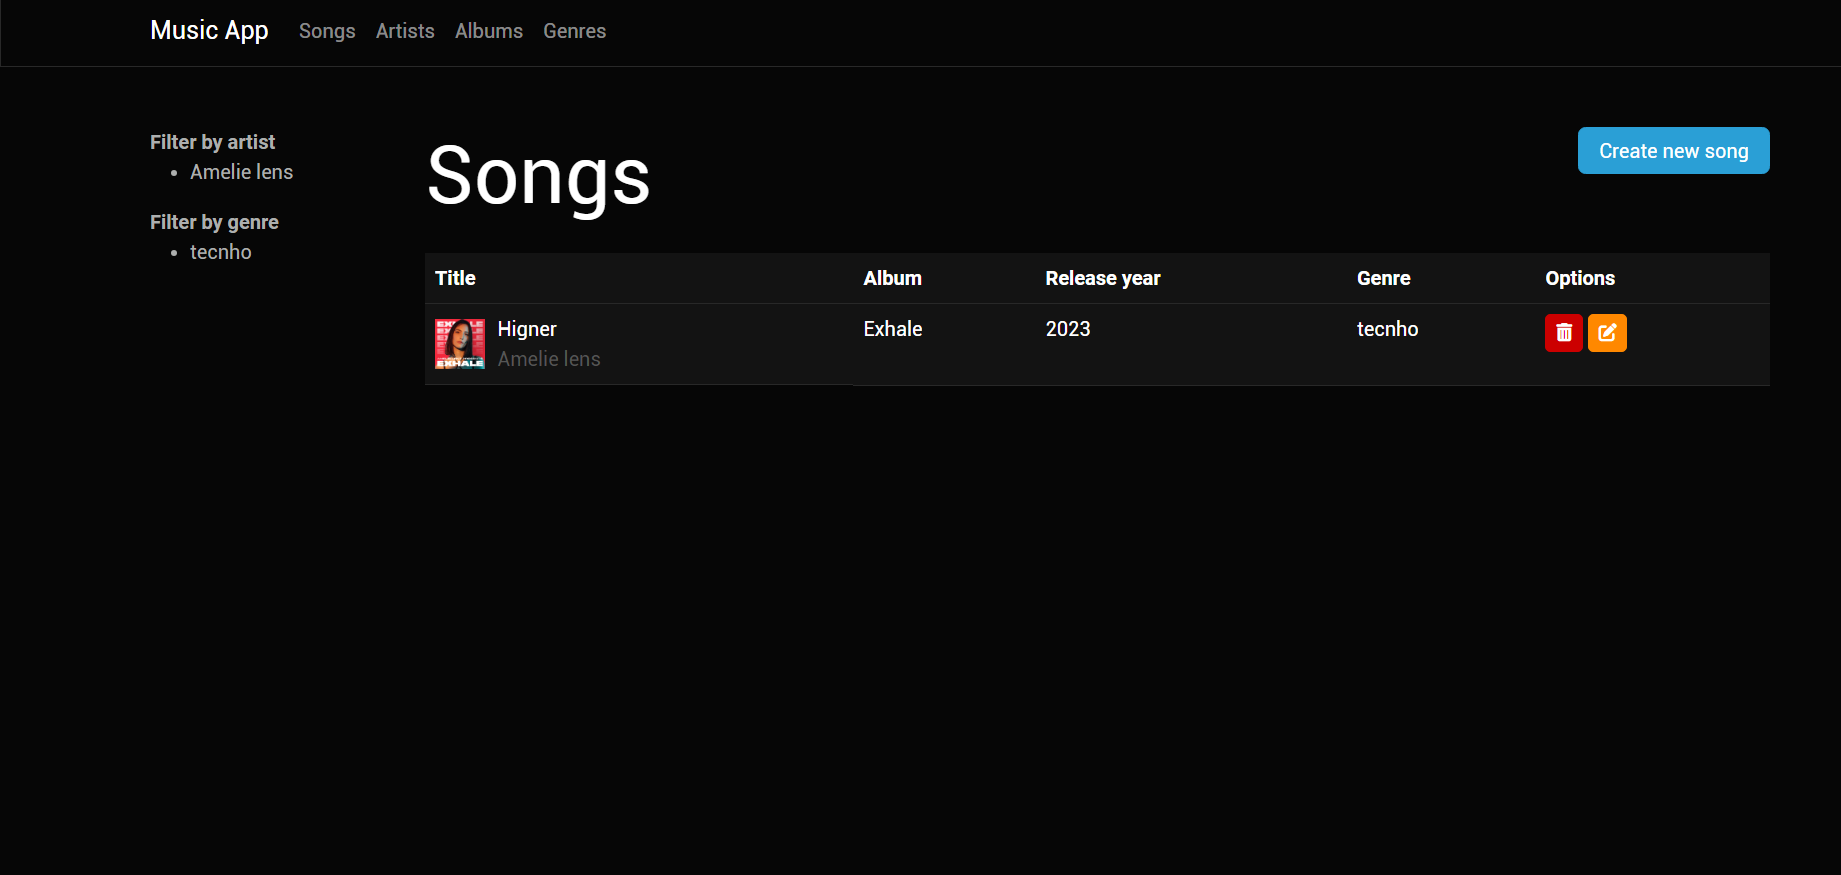 Music App Songs Artists Albums Genres
Filter by artist
Amelie lens
Filter by genre
tecnho
Songs
Create new song
Title Album Release year Genre Options
Higner Exhale 2023 tecnho
Amelie lens
EXHALE